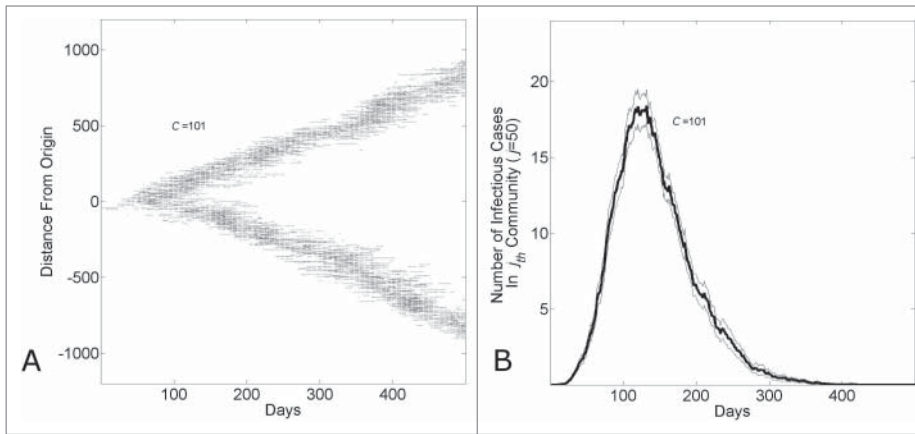 1000
500
0
-500
-1000
Distance From Origin
C =101
100
200
300
400
Days
A
20
15
10
5
Number of Infectious Cases
In jth Community ( j=50)
C =101
100
200
300
400
Days
B